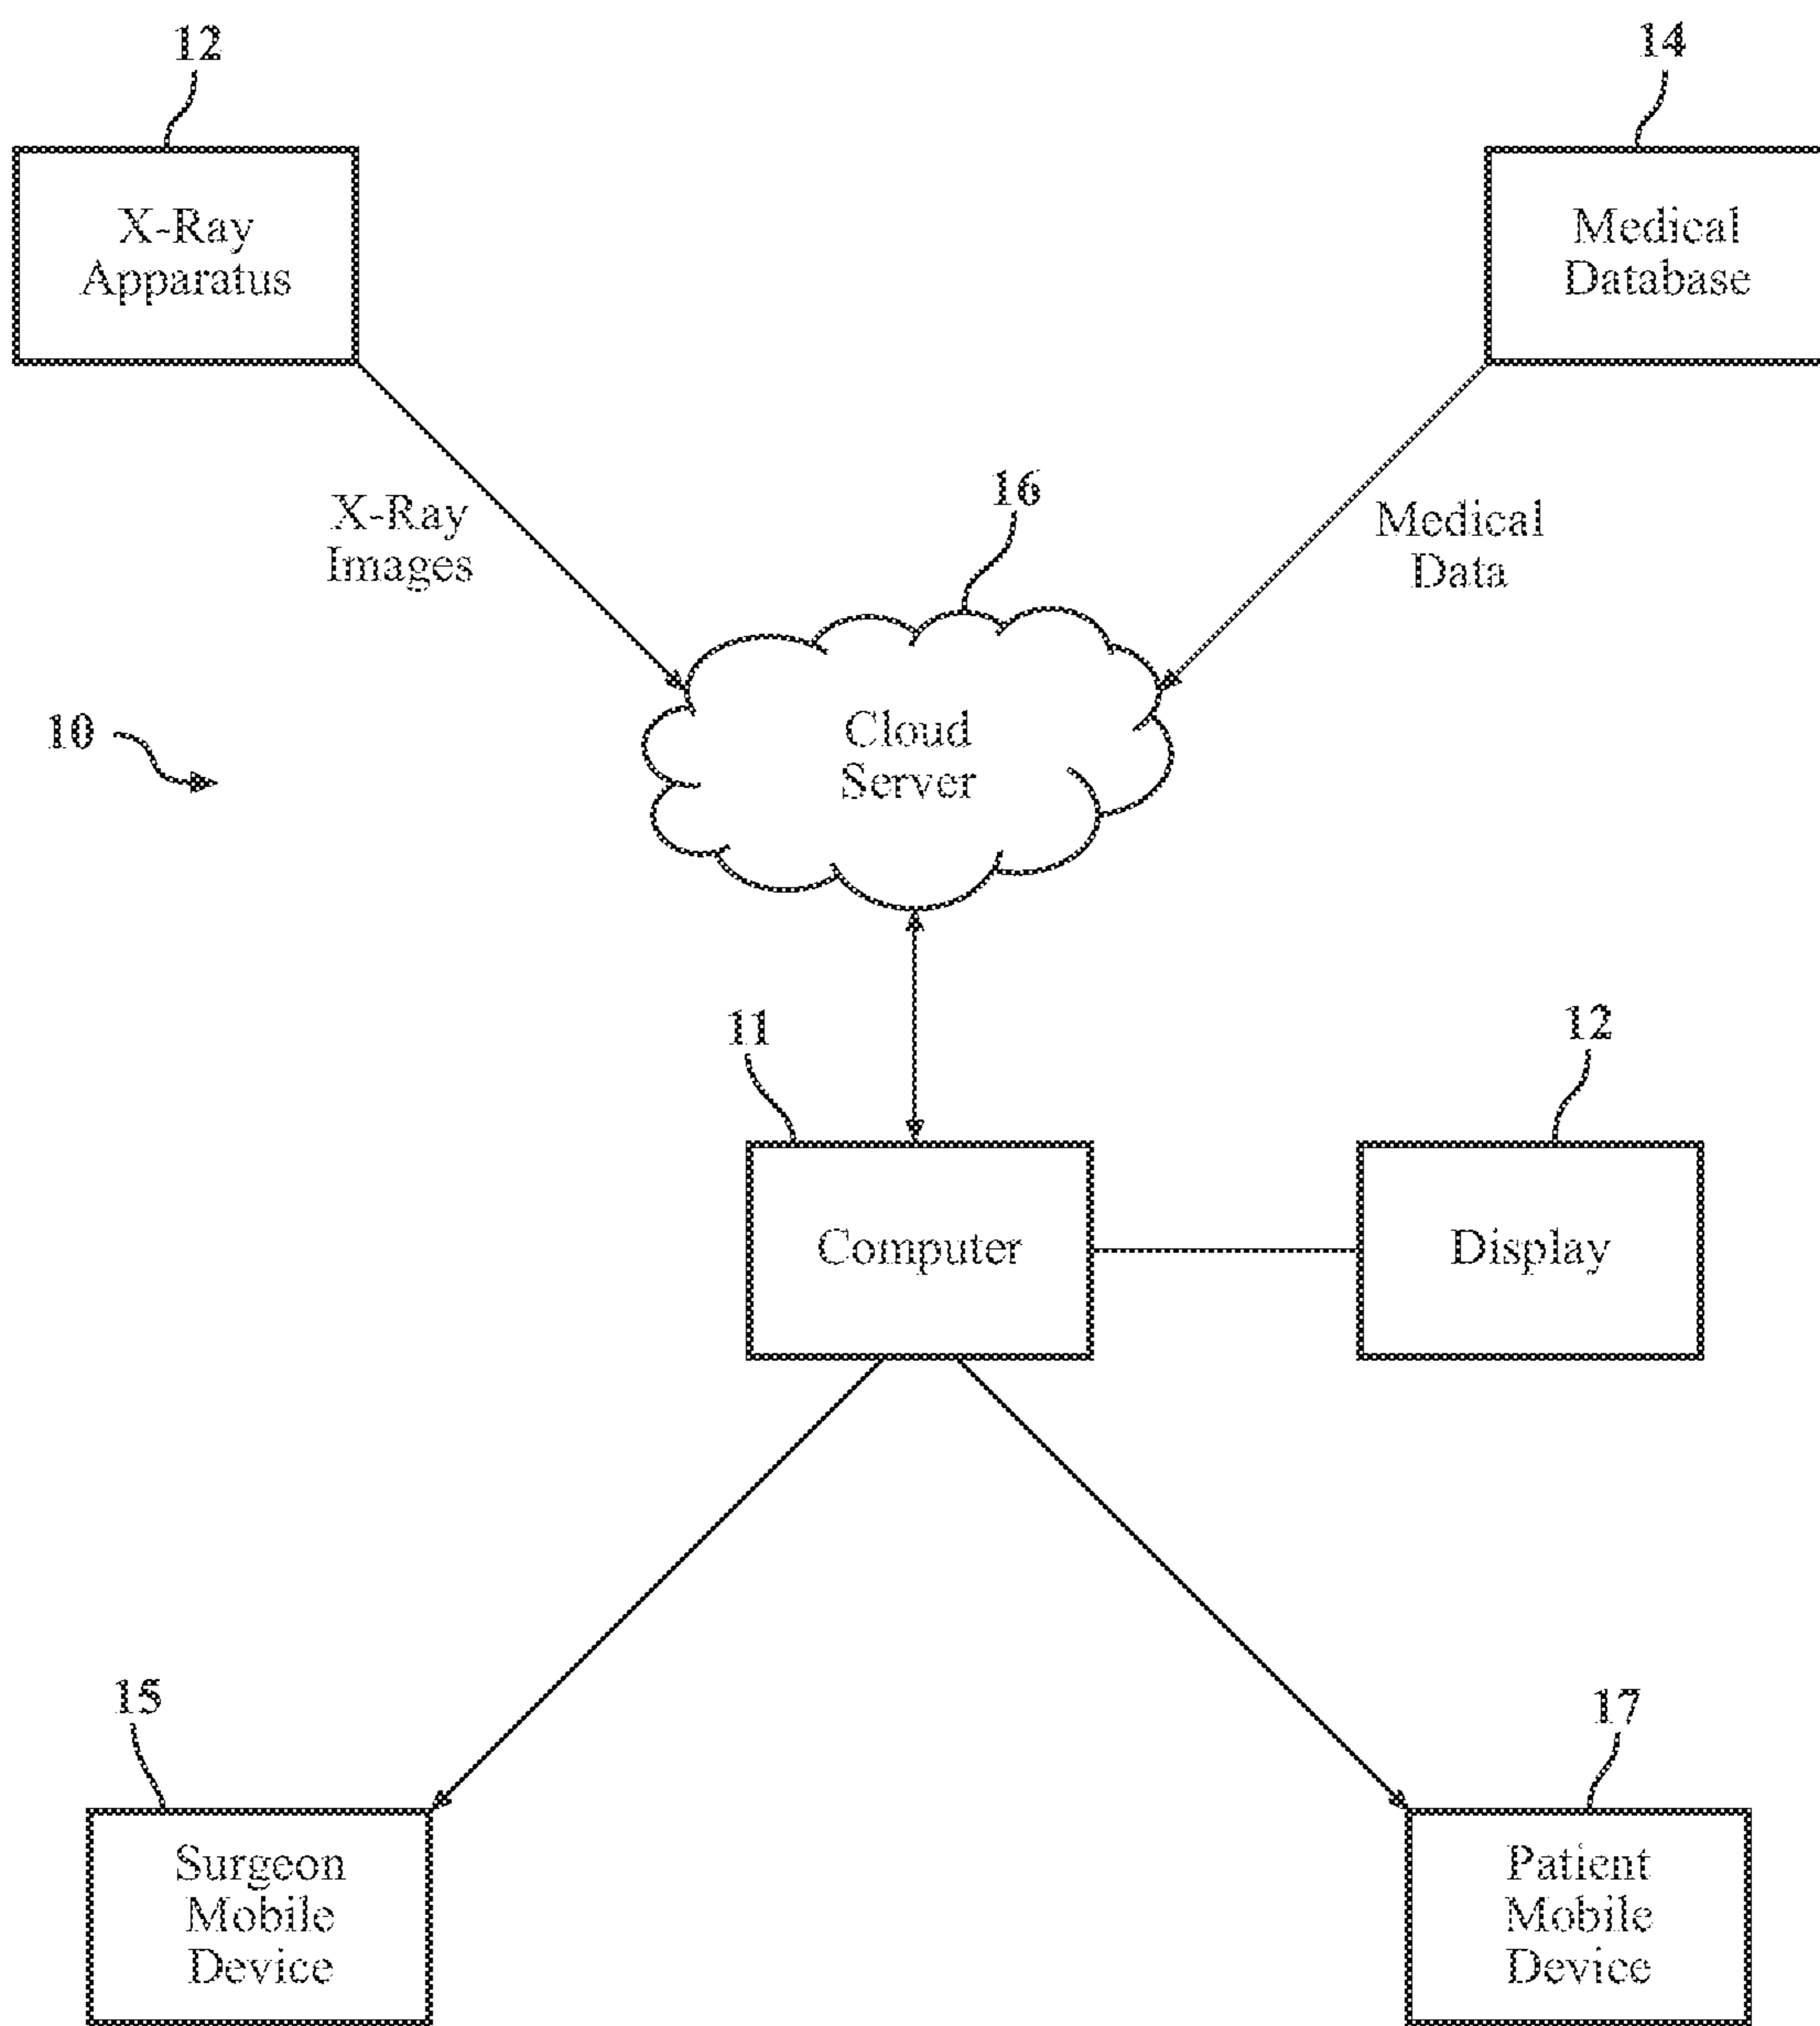 12
14
X-Ray
Apparatus
Medical
Database
16
X-Ray
Images
Medical
Data
10
Cloud
Server
11
12
Computer
Display
15
17
Surgeon
Mobile
Device
Patient
Mobile
Device